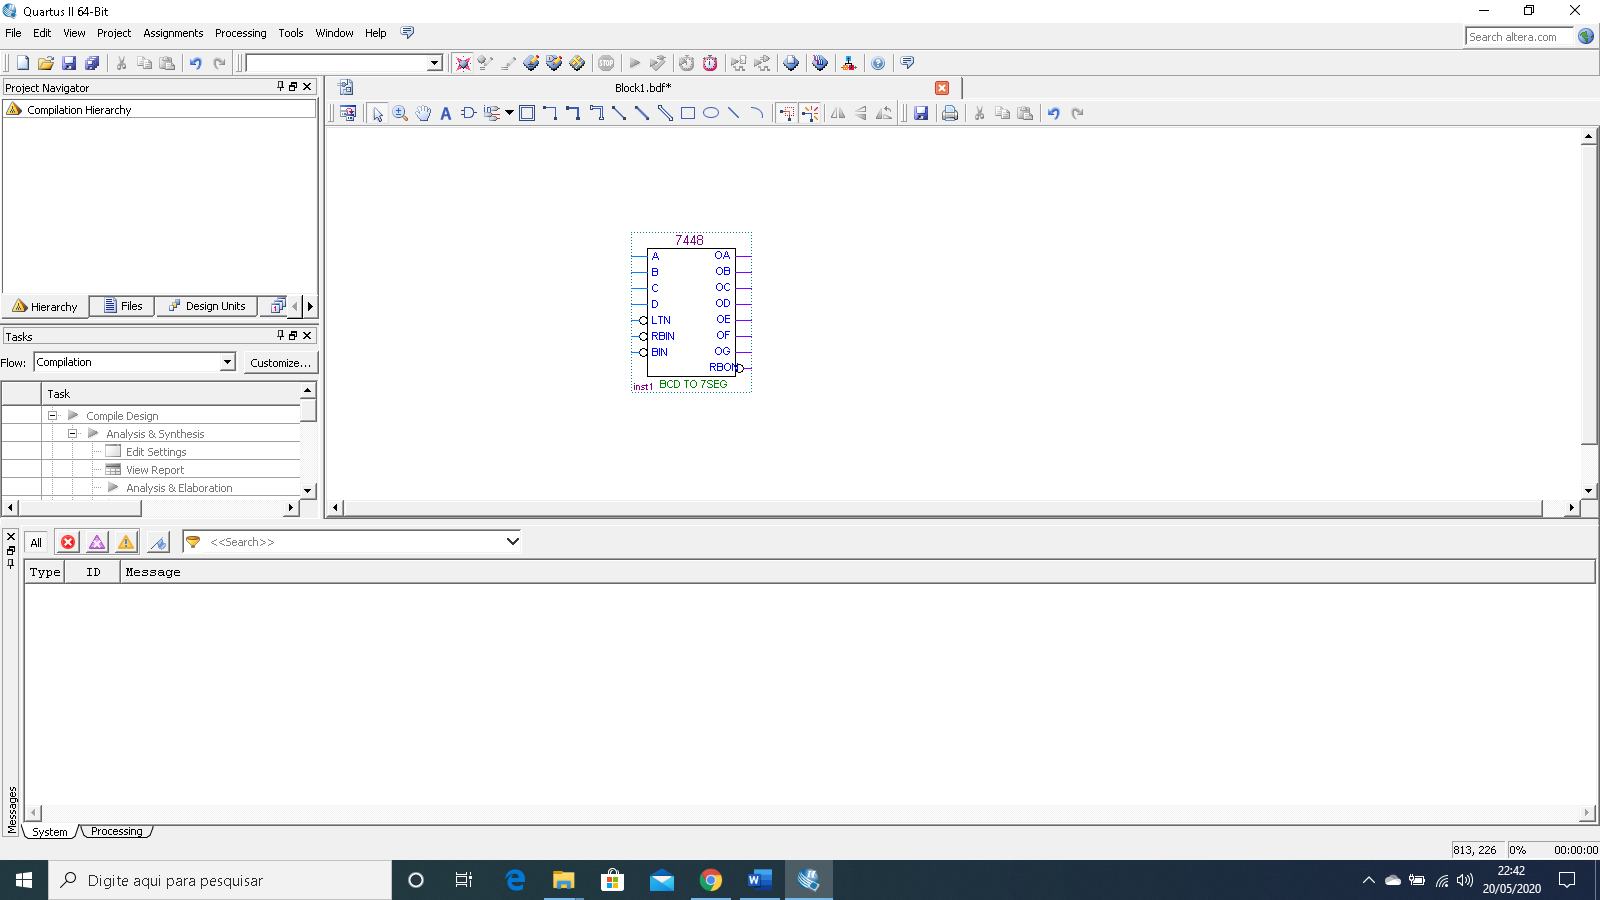 Quartus II 64-Bit
File Edit View Project Assignments Processing Tools Window Help
Search altera.com
Project Navigator
Compilation Hierarchy
Hierarchy Files Design Units
Tasks
Flow: Compilation Customize...
Task
Compile Design
Analysis & Synthesis
Edit Settings
View Report
Analysis & Elaboration
Block1.bdf*
7448
A OA
B OB
C OC
D OD
LTN OE
RBIN OF
BIN OG
RBON
inst1 BCD TO 7SEG
All <<Search>>
Type ID Message
Messages
System Processing
813, 226 0% 00:00:00
Digite aqui para pesquisar
22:42
20/05/2020